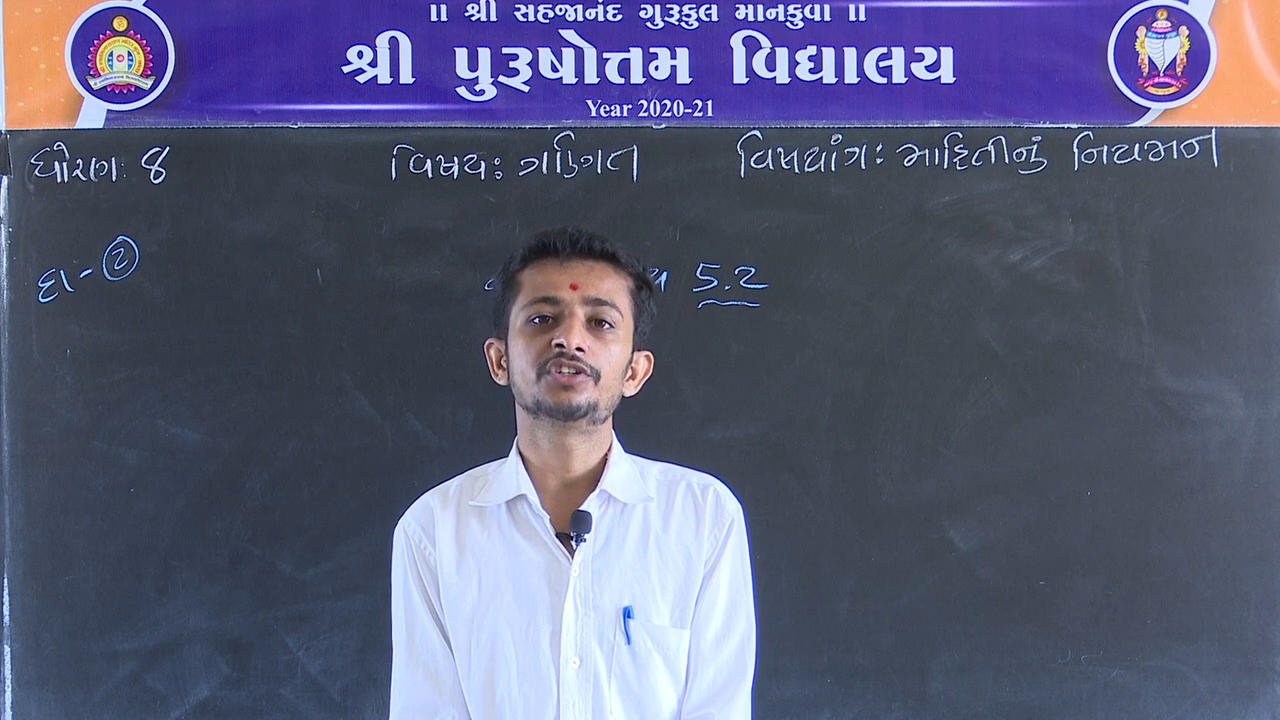 ॥ શ્રી સહજાનંદ ગુરૂકુલ માનકુવા ॥
શ્રી પુરૂષોત્તમ વિદ્યાલય
Year 2020-21
ધોરણ: 8 વિષય: ગણિત વિષયાંગ: માહિતીનું નિયમન
દા-② 5.2